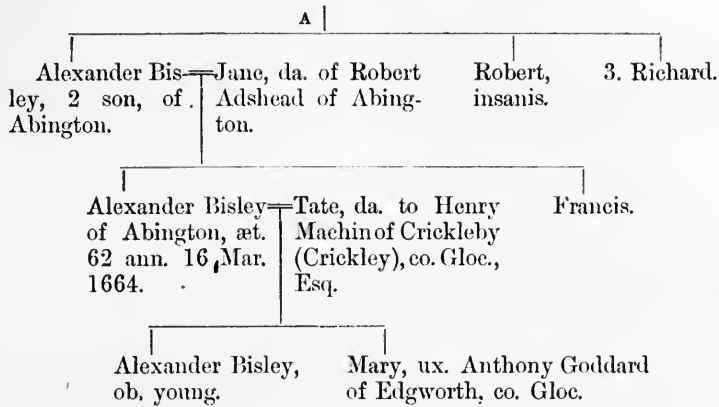 A
Alexander Bis-
ley, 2 son, of
Abington.
Jane, da. of Robert
Adshead of Abing-
ton.
Robert,
insanis.
3. Richard.
Alexander Bisley
of Abington, æt.
62 ann. 16 Mar.
1664.
Tate, da. to Henry
Machin of Crickleby
(Crickley), co. Gloc.,
Esq.
Francis.
Alexander Bisley,
ob. young.
Mary, ux. Anthony Goddard
of Edgworth, co. Gloc.